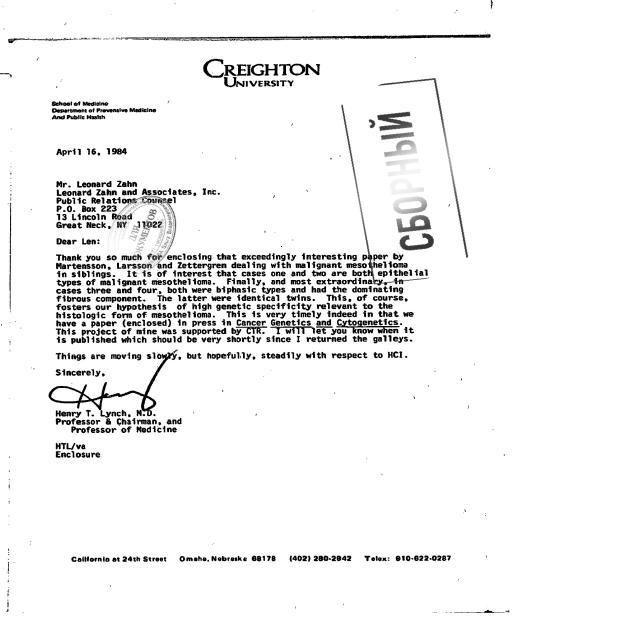 CREIGHTON
UNIVERSITY
School of Medicine
Department of Preventive Medicine
And Public Health
СБОРНЫЙ
April 16, 1984
Mr. Leonard Zahn
Leonard Zahn and Associates, Inc.
Public Relations Counsel
P.O. Box 223
13 Lincoln Road
Great Neck, NY 11022
ДЛЯ
ДОКУМЕНТОВ
Dear Len:
Thank you so much for enclosing that exceedingly interesting paper by
Martensson, Larsson and Zettergren dealing with malignant mesothelioma
in siblings. It is of interest that cases one and two are both epithelial
types of malignant mesothelioma. Finally, and most extraordinary, in
cases three and four, both were biphasic types and had the dominating
fibrous component. The latter were identical twins. This, of course,
fosters our hypothesis of high genetic specificity relevant to the
histologic form of mesothelioma. This is very timely indeed in that we
have a paper (enclosed) in press in Cancer Genetics and Cytogenetics.
This project of mine was supported by CTR. I will let you know when it
is published which should be very shortly since I returned the galleys.
Things are moving slowly, but hopefully, steadily with respect to HCI.
Sincerely,
Henry
Henry T. Lynch, M.D.
Professor & Chairman, and
Professor of Medicine
HTL/va
Enclosure
California at 24th Street Omaha, Nebraska 68178 (402) 280-2942 Telex: 910-622-0287